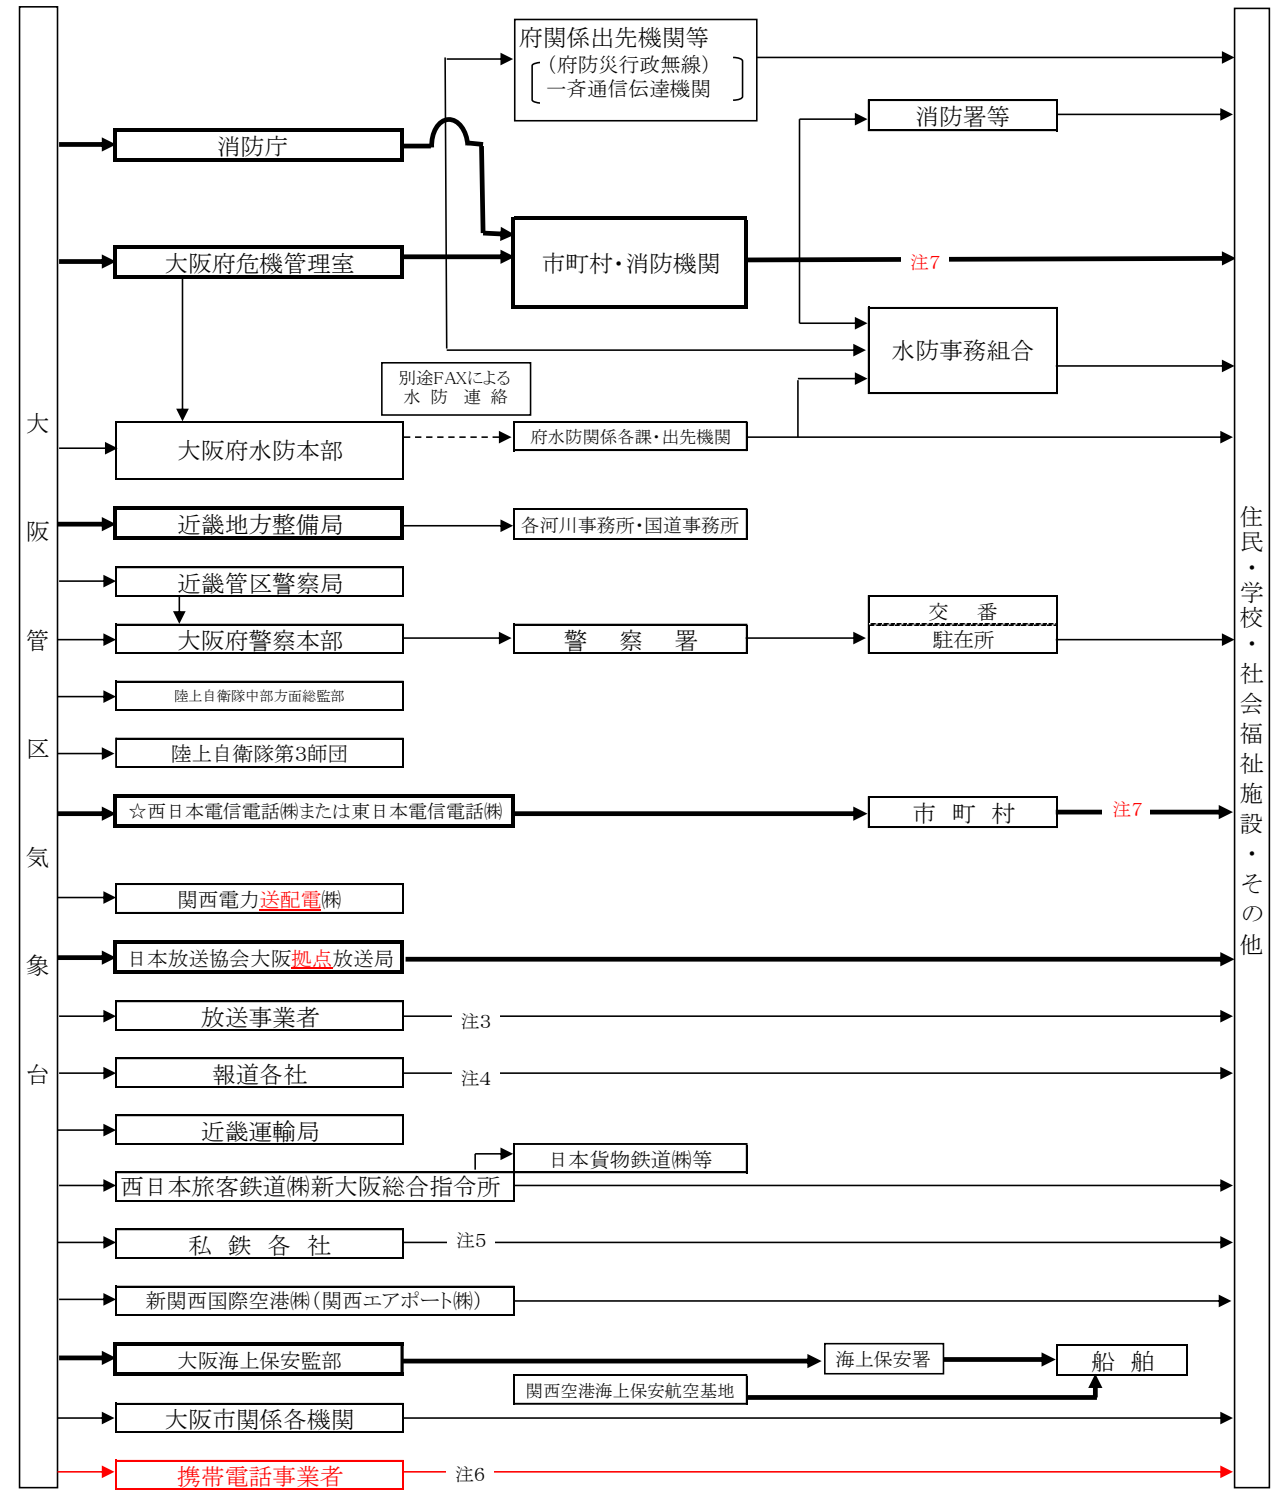 大阪管区気象台
府関係出先機関等
（府防災行政無線）
一斉通信伝達機関
消防署等
消防庁
大阪府危機管理室
市町村・消防機関
注7
水防事務組合
別途FAXによる
水防連絡
大阪府水防本部
府水防関係各課・出先機関
近畿地方整備局
各河川事務所・国道事務所
近畿管区警察局
大阪府警察本部
警察署
交番
駐在所
陸上自衛隊中部方面総監部
陸上自衛隊第3師団
☆西日本電信電話㈱または東日本電信電話㈱
市町村
注7
関西電力送配電㈱
日本放送協会大阪拠点放送局
放送事業者
注3
報道各社
注4
近畿運輸局
日本貨物鉄道㈱等
西日本旅客鉄道㈱新大阪総合指令所
私鉄各社
注5
新関西国際空港㈱（関西エアポート㈱）
大阪海上保安監部
海上保安署
船舶
関西空港海上保安航空基地
大阪市関係各機関
携帯電話事業者
注6
住民・学校・社会福祉施設・その他